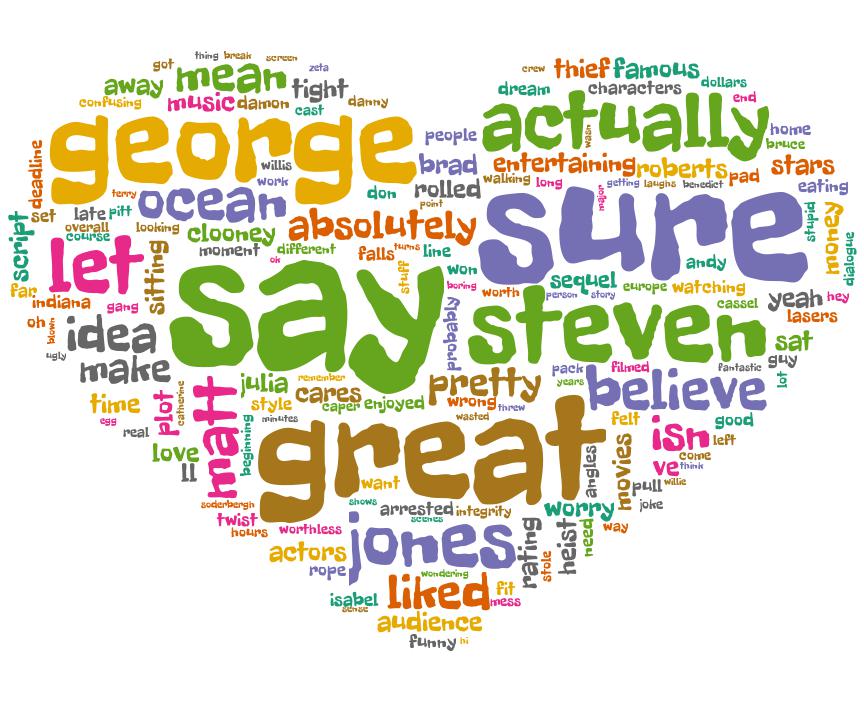 thing break screen
got zeta
crew thief famous
away mean tight
dream characters dollars
confusing music damon cast danny
end
george
actually
people
wasn home
bruce
deadline
willis
work
brad
entertaining roberts pad stars
walking long getting laughs benedict
eating
terry ocean don rolled
major
script set late pitt
point
sure
stupid money dialogue
overall looking
course clooney absolutely
moment different falls turns line
andy
let sitting
ok stuff won
say
boring worth sequel europe watching
person story
cassel yeah hey
far
indiana gang
lasers
oh blown idea
probably steven
sat
guy
ugly make
pack filmed fantastic
years believe lot
matt julia remember cares pretty
time plot catherine style caper enjoyed wrong threw
egg
minutes wasted
felt good
real
great
isn left
love beginning
ll
movies come
ve think
want angles
pull willie
joke
soderbergh shows arrested integrity worry
twist scenes
hours worthless
way
jones rating heist need
actors
stole
rope wondering
isabel liked fit
sense mess
audience
funny hi